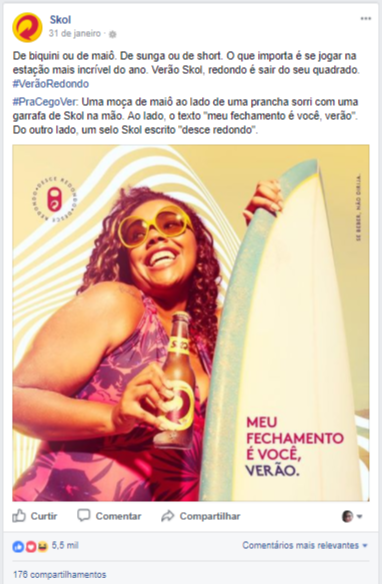 Skol
31 de janeiro ·
De biquini ou de maiô. De sunga ou de short. O que importa é se jogar na
estação mais incrível do ano. Verão Skol, redondo é sair do seu quadrado.
#VerãoRedondo
#PraCegoVer: Uma moça de maiô ao lado de uma prancha sorri com uma
garrafa de Skol na mão. Ao lado, o texto "meu fechamento é você, verão".
Do outro lado, um selo Skol escrito "desce redondo".
DESCE REDONDO • DESCE REDONDO •
SE BEBER, NÃO DIRIJA.
MEU
FECHAMENTO
É VOCÊ,
VERÃO.
Curtir Comentar Compartilhar
5,5 mil Comentários mais relevantes
176 compartilhamentos